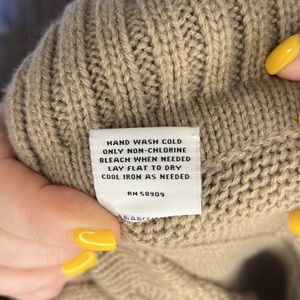 HAND WASH COLD
ONLY NON-CHLORINE
BLEACH WHEN NEEDED
LAY FLAT TO DRY
COOL IRON AS NEEDED
RN 58909